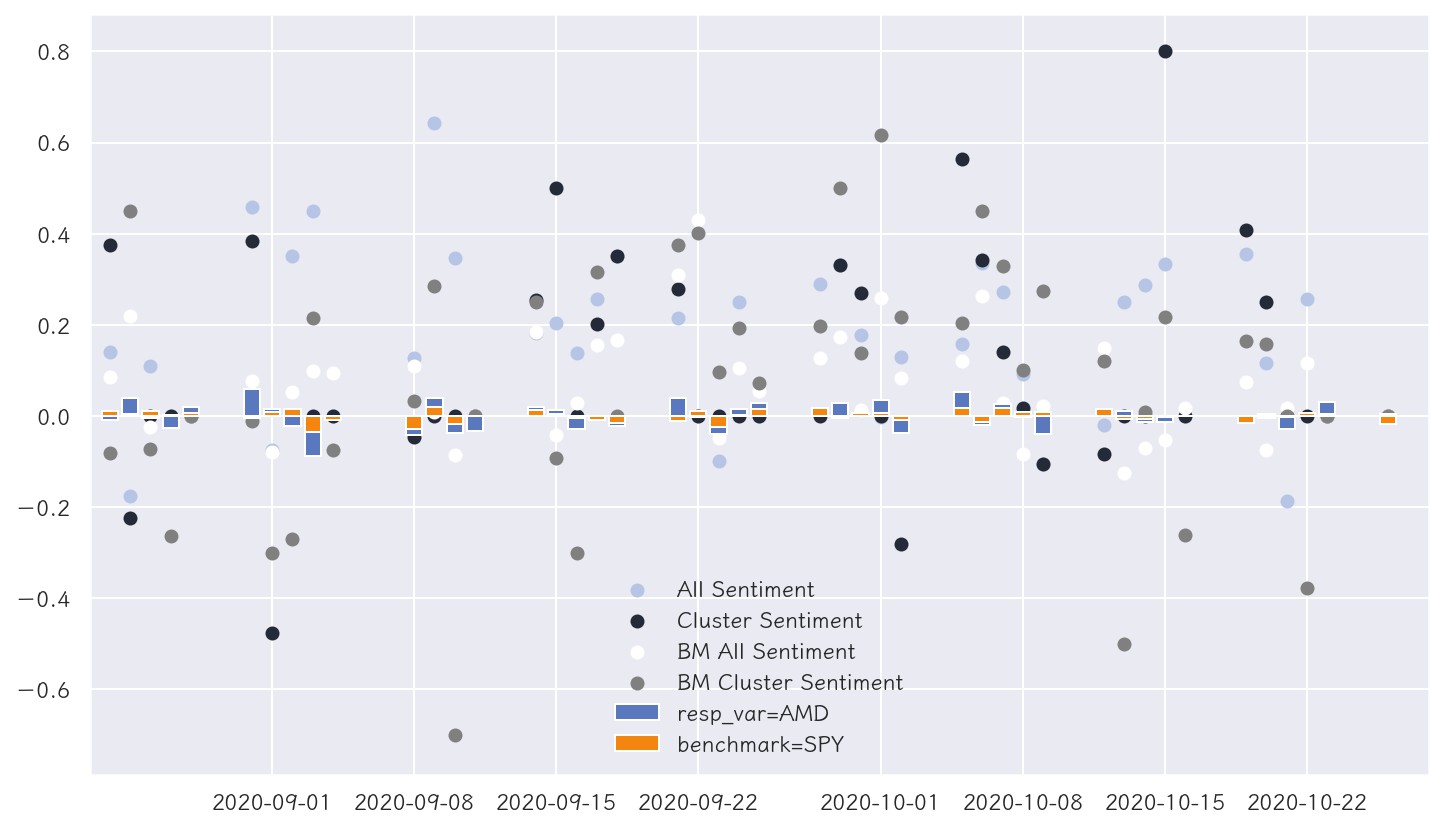 0.8
0.6
0.4
0.2
0.0
−0.2
−0.4
−0.6
All Sentiment
Cluster Sentiment
BM All Sentiment
BM Cluster Sentiment
resp_var=AMD
benchmark=SPY
2020-09-01 2020-09-08 2020-09-15 2020-09-22 2020-10-01 2020-10-08 2020-10-15 2020-10-22